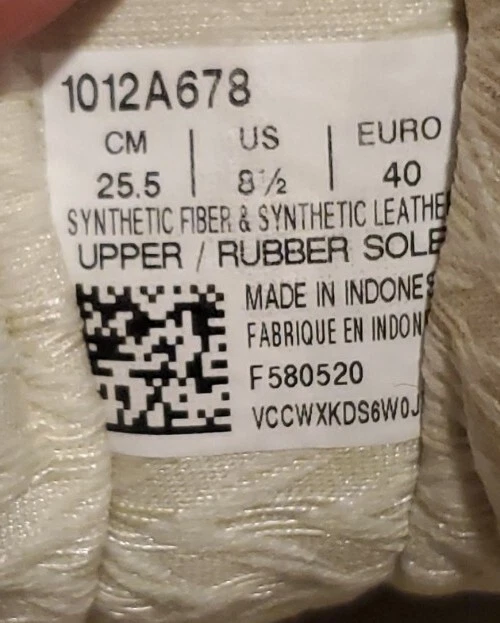 1012A678
CM | US | EURO
25.5 | 8½ | 40
SYNTHETIC FIBER & SYNTHETIC LEATHE
UPPER / RUBBER SOLE
MADE IN INDONES
FABRIQUE EN INDON
F580520
VCCWXKDS6W0J